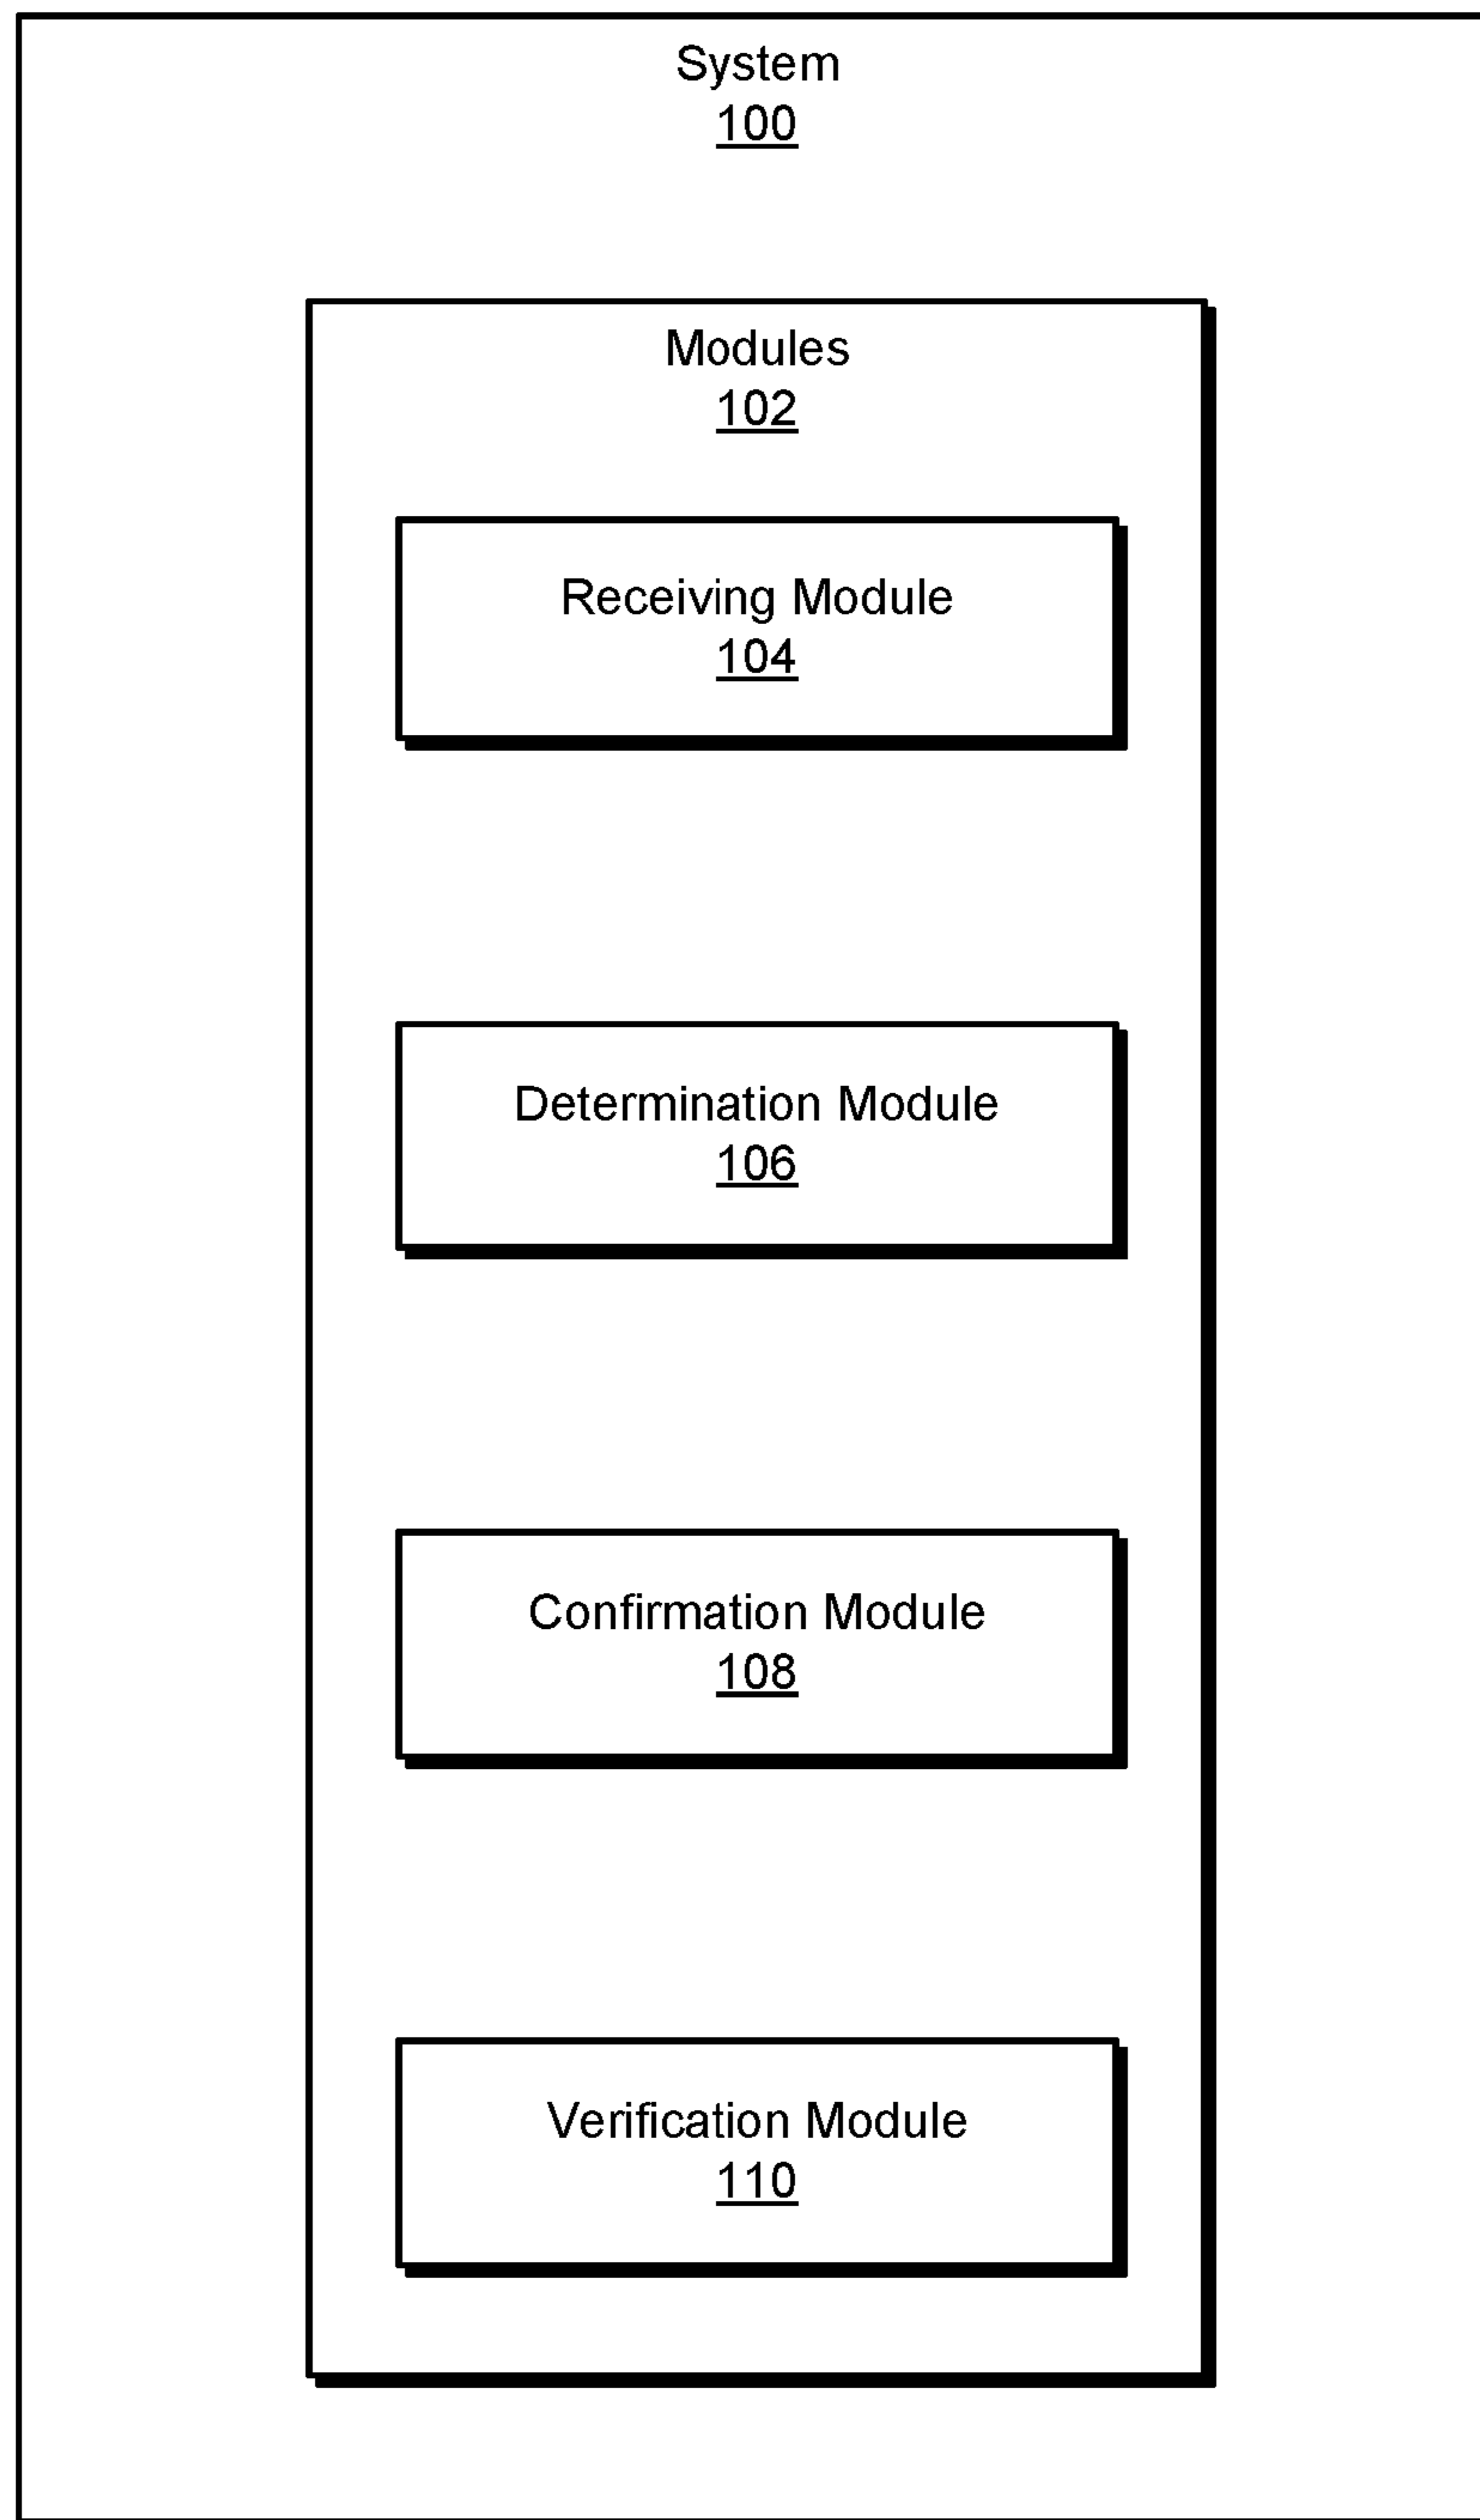 System
100
Modules
102
Receiving Module
104
Determination Module
106
Confirmation Module
108
Verification Module
110